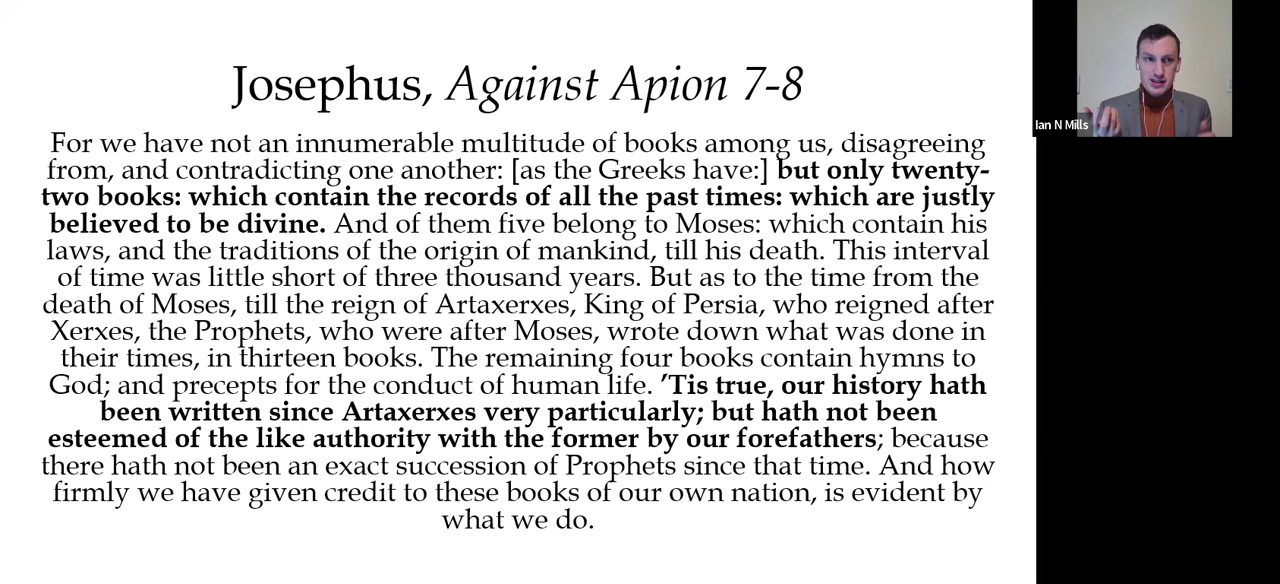 Josephus, Against Apion 7-8
For we have not an innumerable multitude of books among us, disagreeing
from, and contradicting one another: [as the Greeks have:] but only twenty-
two books: which contain the records of all the past times: which are justly
believed to be divine. And of them five belong to Moses: which contain his
laws, and the traditions of the origin of mankind, till his death. This interval
of time was little short of three thousand years. But as to the time from the
death of Moses, till the reign of Artaxerxes, King of Persia, who reigned after
Xerxes, the Prophets, who were after Moses, wrote down what was done in
their times, in thirteen books. The remaining four books contain hymns to
God; and precepts for the conduct of human life. ’Tis true, our history hath
been written since Artaxerxes very particularly; but hath not been
esteemed of the like authority with the former by our forefathers; because
there hath not been an exact succession of Prophets since that time. And how
firmly we have given credit to these books of our own nation, is evident by
what we do.
Ian N Mills